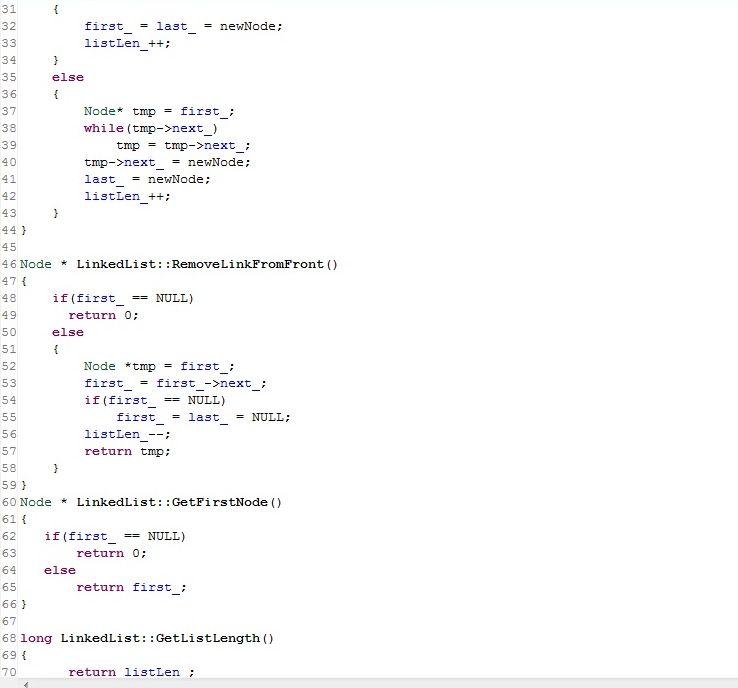 31     {
32         first_ = last_ = newNode;
33         listLen_++;
34     }
35     else
36     {
37         Node* tmp = first_;
38         while(tmp->next_)
39             tmp = tmp->next_;
40         tmp->next_ = newNode;
41         last_ = newNode;
42         listLen_++;
43     }
44 }
45
46 Node * LinkedList::RemoveLinkFromFront()
47 {
48     if(first_ == NULL)
49       return 0;
50     else
51     {
52         Node *tmp = first_;
53         first_ = first_->next_;
54         if(first_ == NULL)
55             first_ = last_ = NULL;
56         listLen_--;
57         return tmp;
58     }
59 }
60 Node * LinkedList::GetFirstNode()
61 {
62    if(first_ == NULL)
63        return 0;
64    else
65        return first_;
66 }
67
68 long LinkedList::GetListLength()
69 {
70       return listLen_;